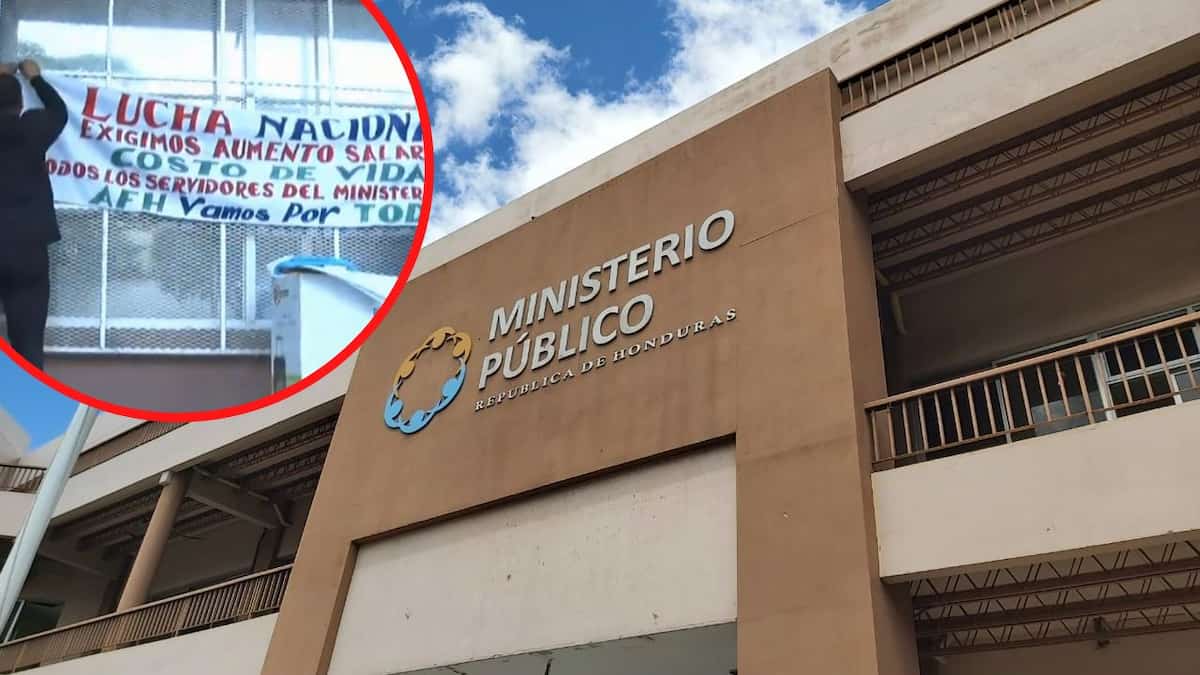 LUCHA NACIONA
EXIGIMOS AUMENTO SALAR
COSTO DE VIDA
ODOS LOS SERVIDORES DEL MINISTER
AFH Vamos Por TOD
MINISTERIO
PÚBLICO
REPÚBLICA DE HONDURAS